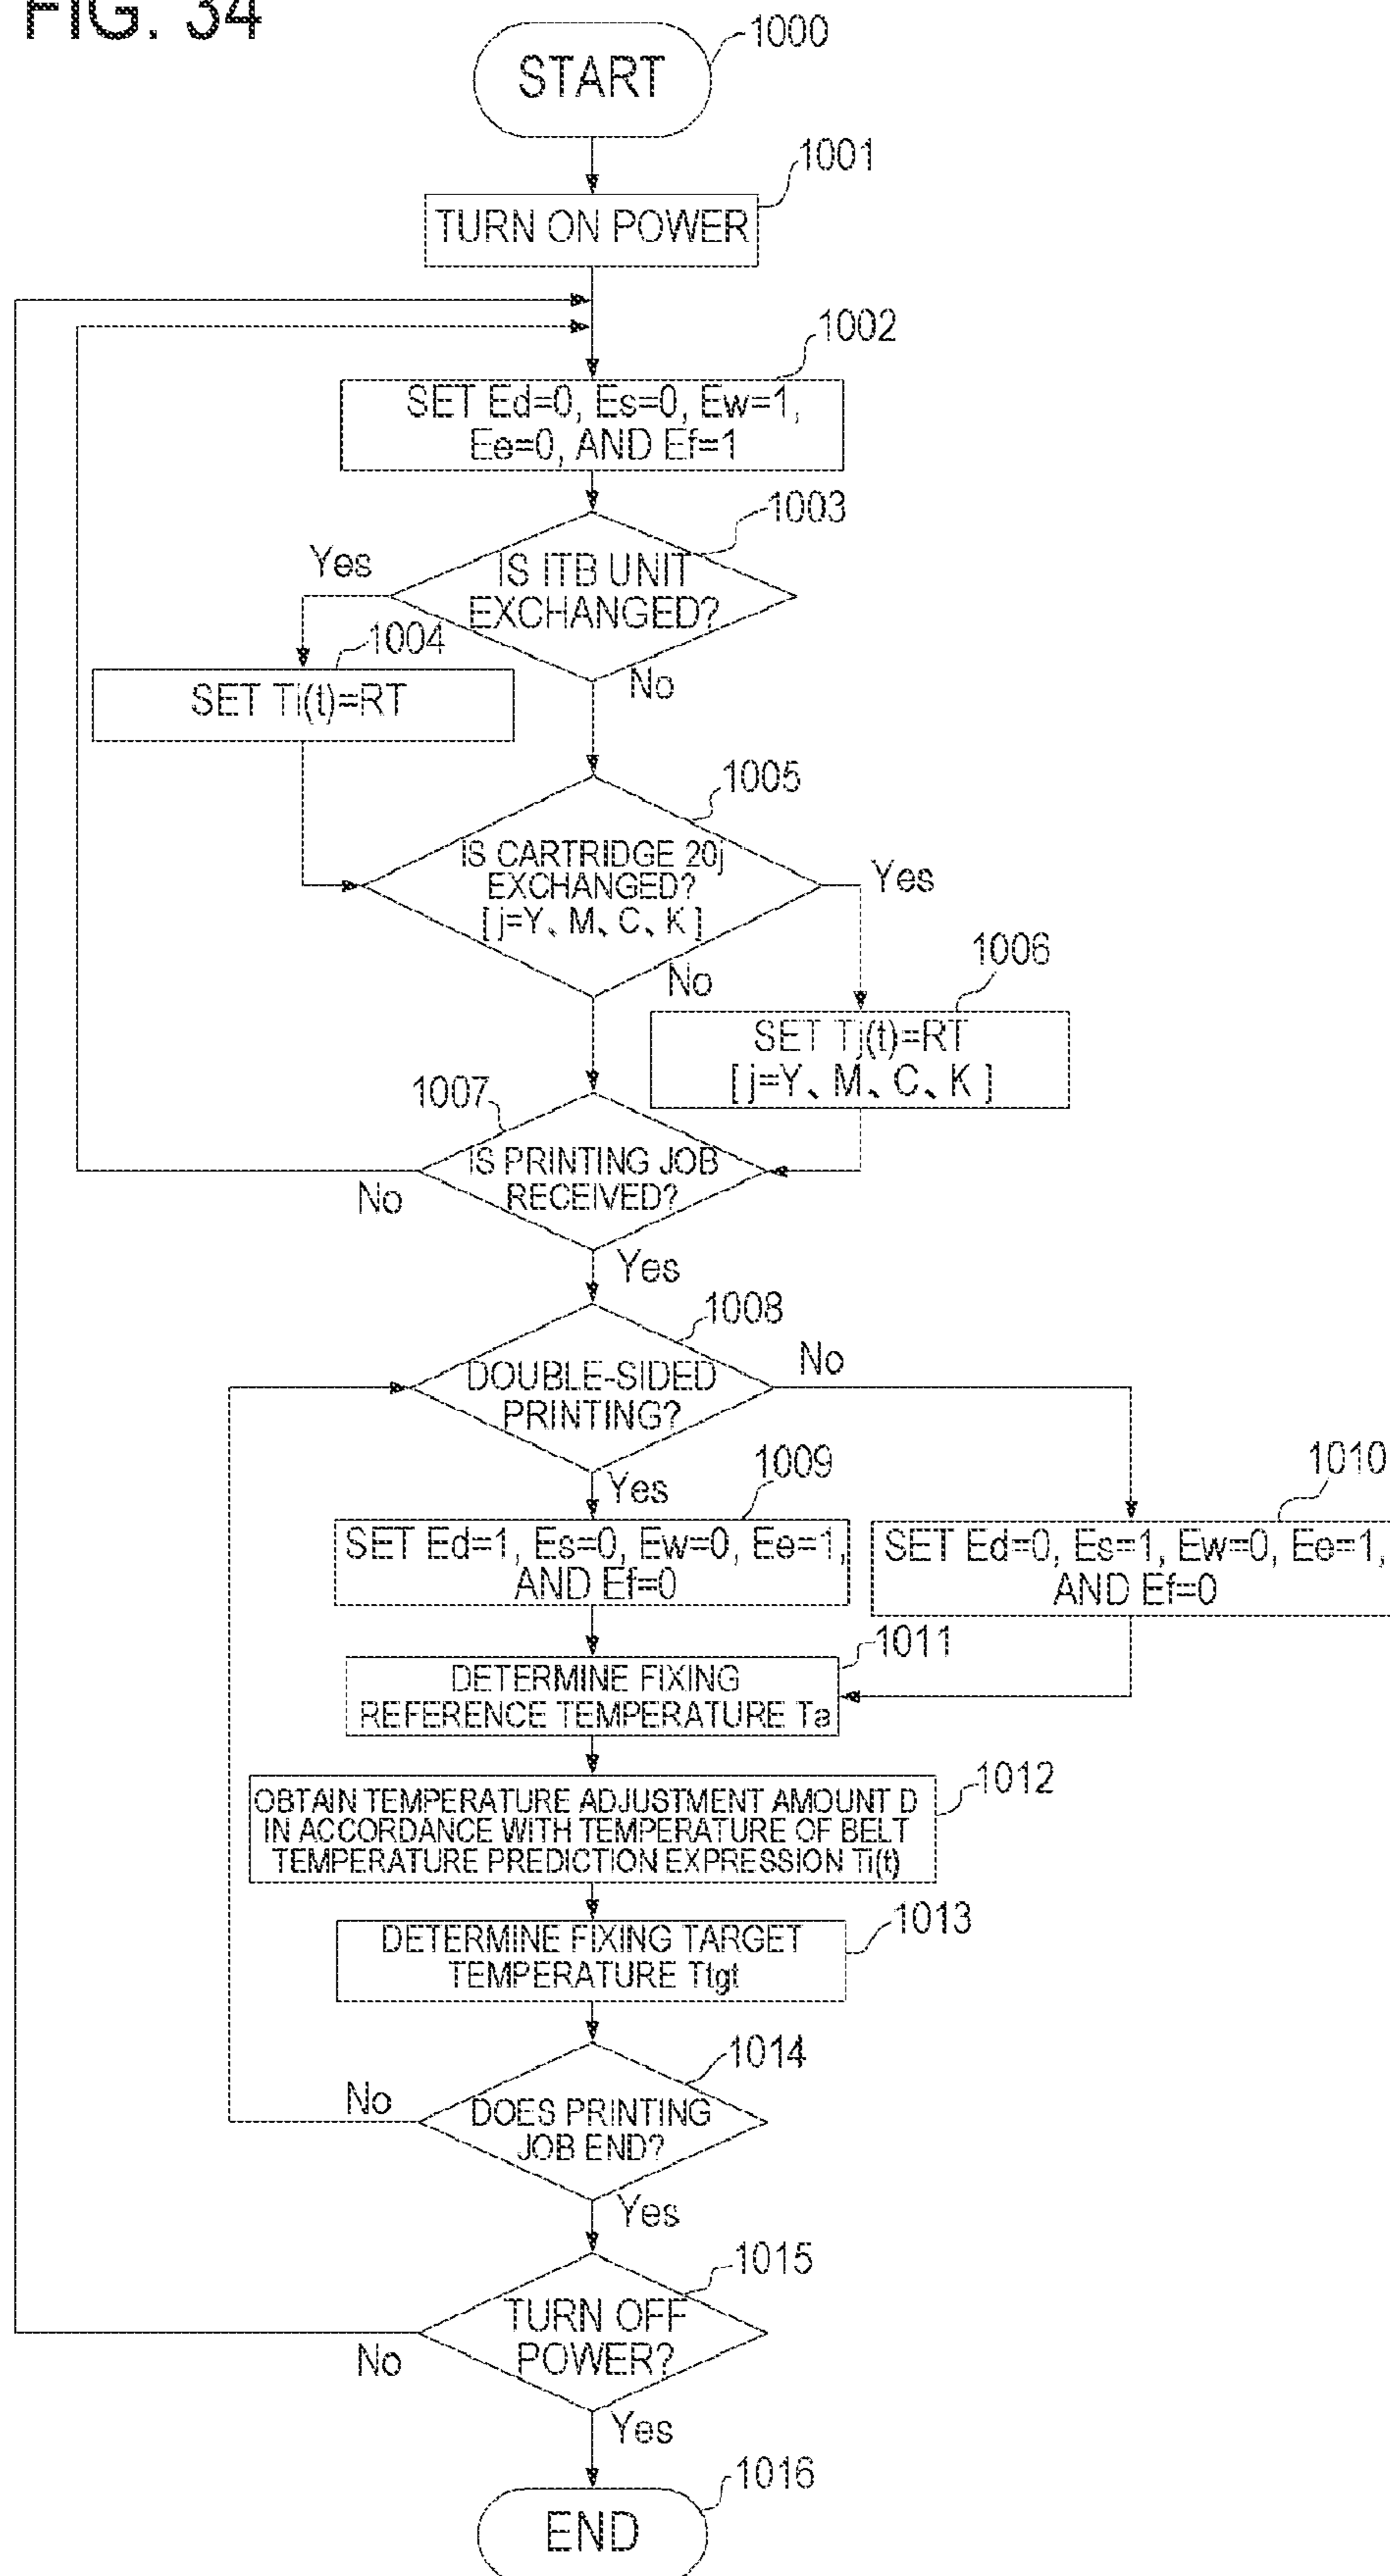 FIG. 34
1000
START
1001
TURN ON POWER
1002
SET Ed=0, Es=0, Ew=1,
Ee=0, AND Ef=1
1003
IS ITB UNIT
EXCHANGED?
Yes
No
1004
SET Ti(t)=RT
1005
IS CARTRIDGE 20j
EXCHANGED?
[ j=Y、M、C、K ]
Yes
No
1006
SET Tj(t)=RT
[ j=Y、M、C、K ]
1007
IS PRINTING JOB
RECEIVED?
No
Yes
1008
DOUBLE-SIDED
PRINTING?
No
Yes
1009
SET Ed=1, Es=0, Ew=0, Ee=1,
AND Ef=0
1010
SET Ed=0, Es=1, Ew=0, Ee=1,
AND Ef=0
1011
DETERMINE FIXING
REFERENCE TEMPERATURE Ta
1012
OBTAIN TEMPERATURE ADJUSTMENT AMOUNT D
IN ACCORDANCE WITH TEMPERATURE OF BELT
TEMPERATURE PREDICTION EXPRESSION Ti(t)
1013
DETERMINE FIXING TARGET
TEMPERATURE Ttgt
1014
DOES PRINTING
JOB END?
No
Yes
1015
TURN OFF
POWER?
No
Yes
1016
END